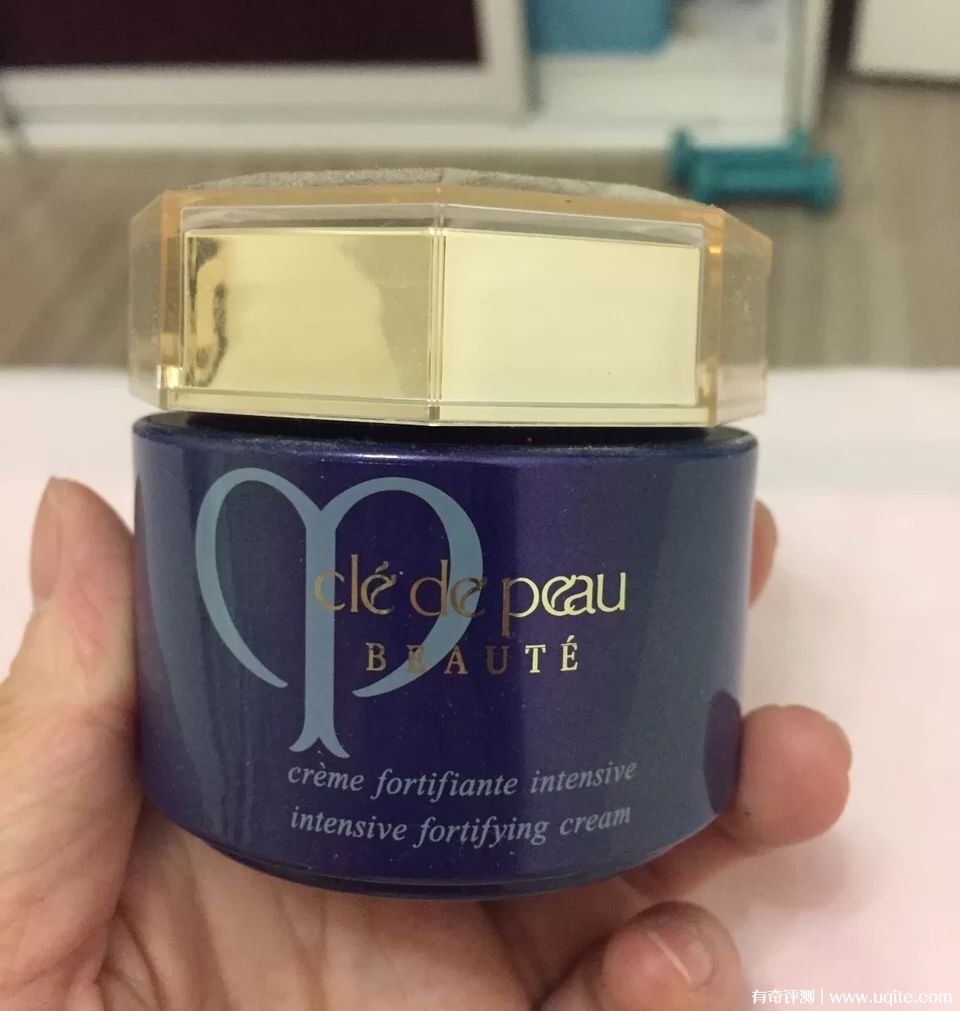 clé de peau
BEAUTÉ
crème fortifiante intensive
intensive fortifying cream
有奇评测 | www.uqite.com